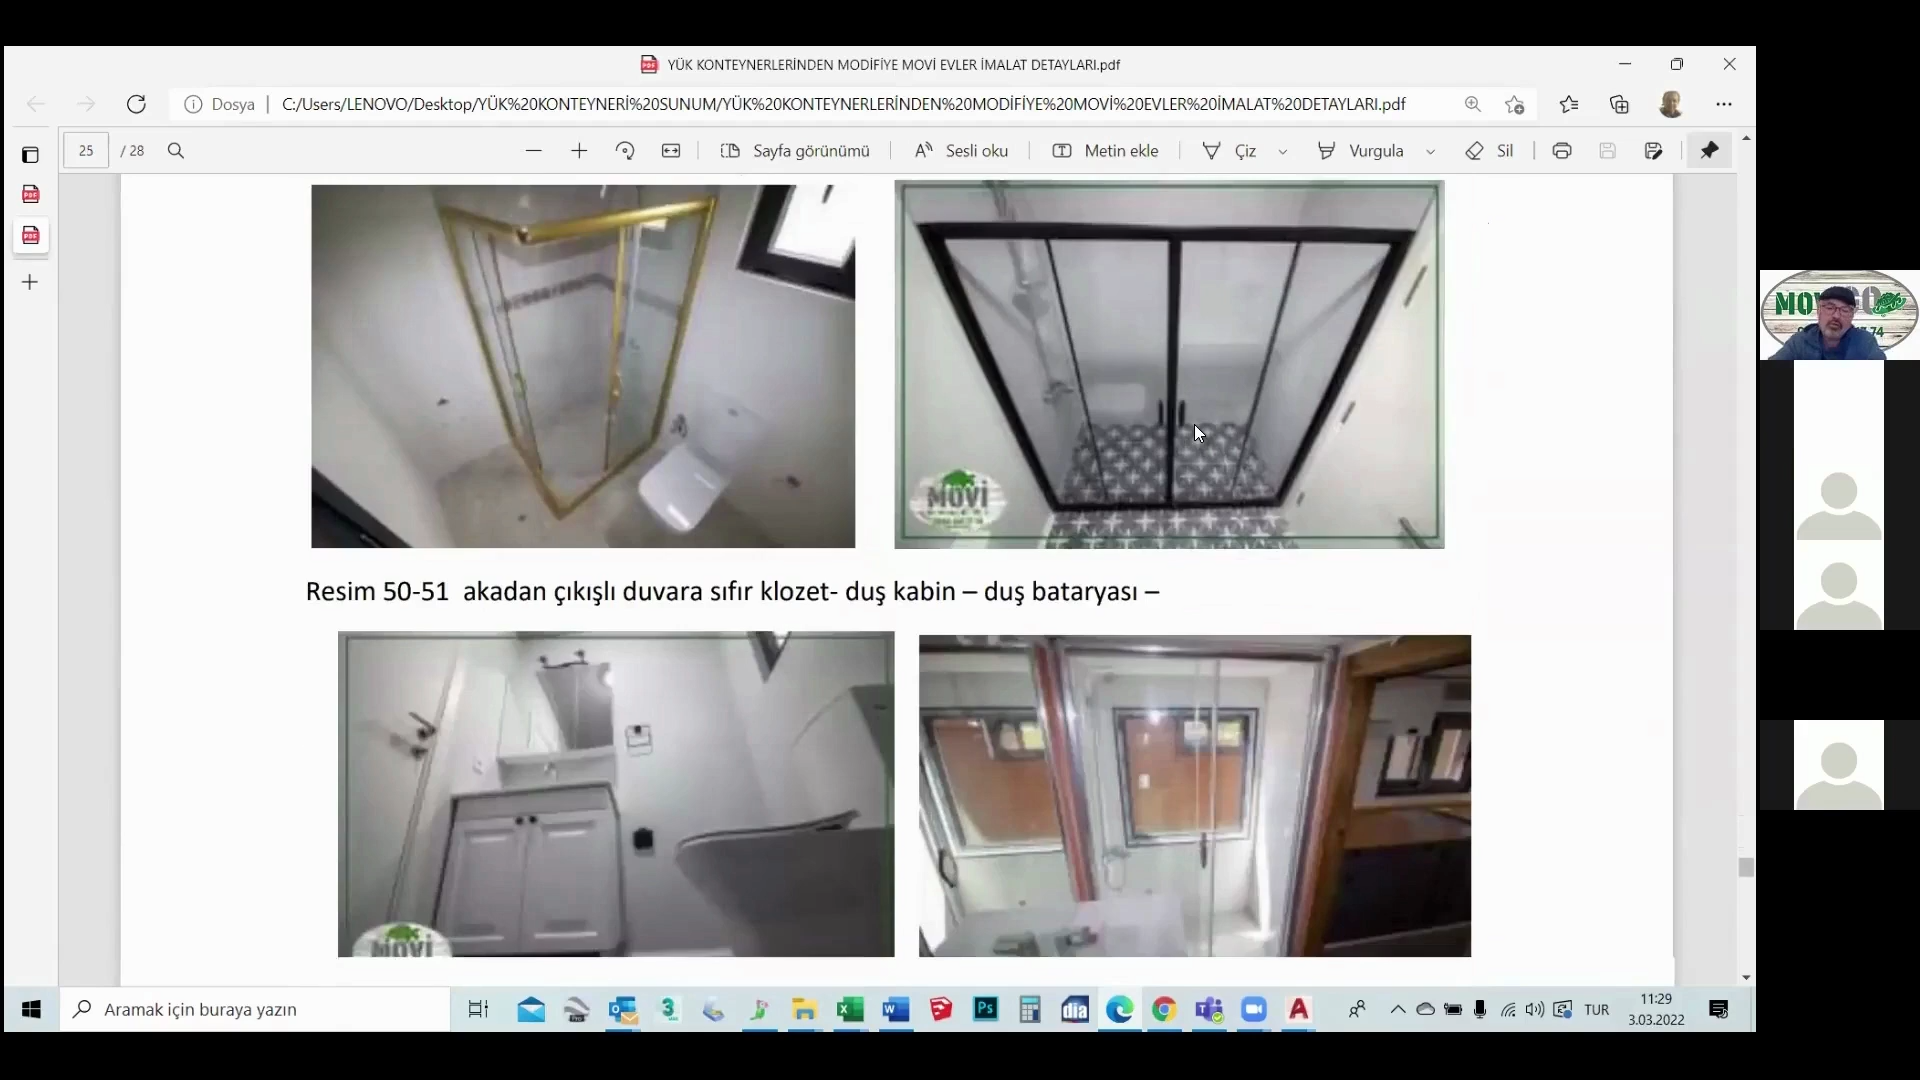 YÜK KONTEYNERLERİNDEN MODİFİYE MOVİ EVLER İMALAT DETAYLARI.pdf
Dosya
C:/Users/LENOVO/Desktop/YÜK%20KONTEYNERİ%20SUNUM/YÜK%20KONTEYNERLERİNDEN%20MODİFİYE%20MOVİ%20EVLER%20İMALAT%20DETAYLARI.pdf
25 / 28
Sayfa görünümü
Sesli oku
Metin ekle
Çiz
Vurgula
Sil
MOVİ
Resim 50-51 akadan çıkışlı duvara sıfır klozet- duş kabin – duş bataryası –
MOVİ
Aramak için buraya yazın
Ps
dia
TUR
11:29
3.03.2022
74